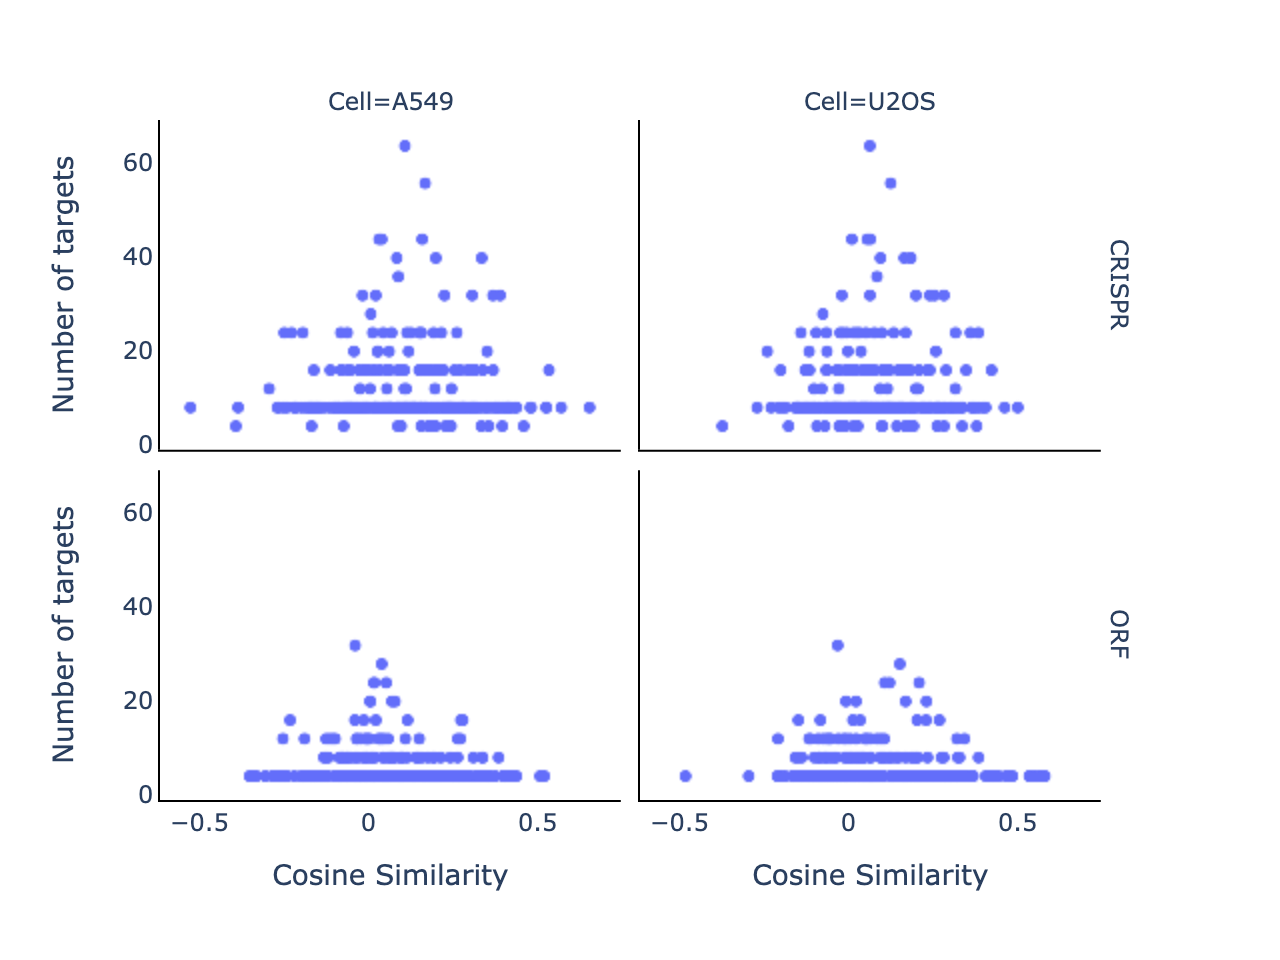 Cell=A549
Cell=U2OS
Number of targets
60
40
20
0
CRISPR
Number of targets
60
40
20
0
ORF
−0.5
0
0.5
−0.5
0
0.5
Cosine Similarity
Cosine Similarity